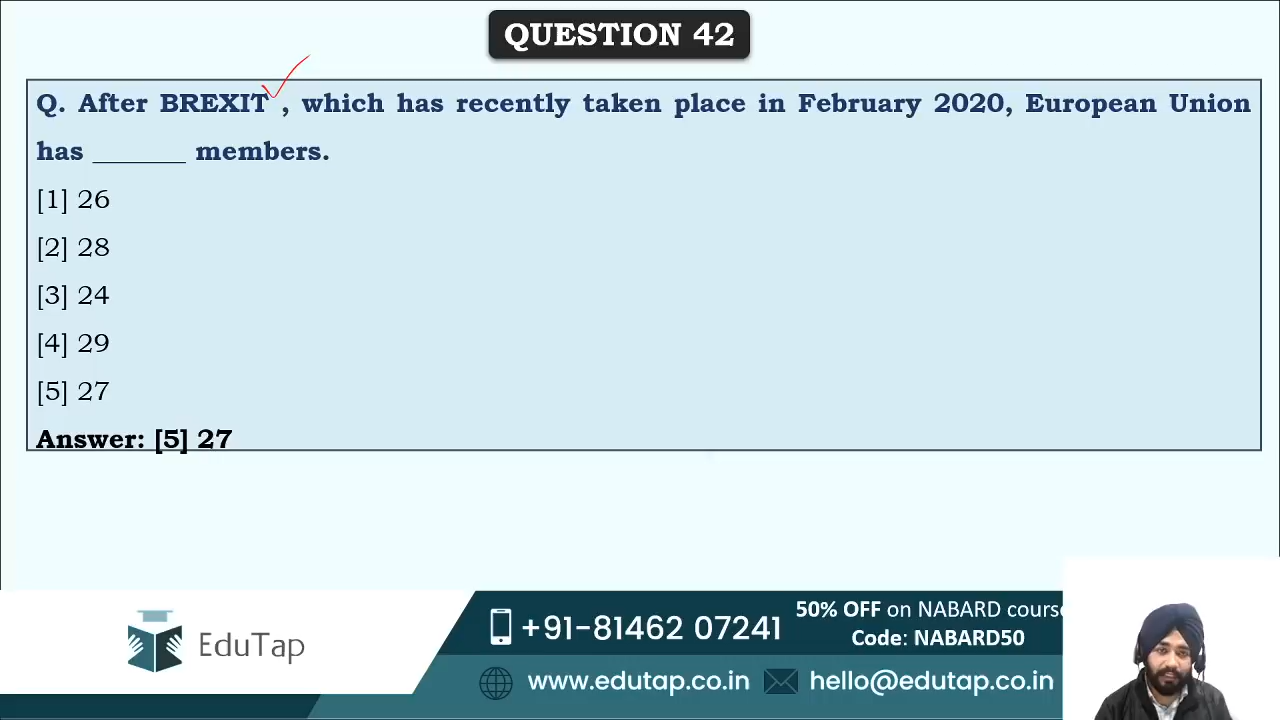 QUESTION 42
Q. After BREXIT , which has recently taken place in February 2020, European Union
has _______ members.
[1] 26
[2] 28
[3] 24
[4] 29
[5] 27
Answer: [5] 27
EduTap
+91-81462 07241
50% OFF on NABARD course
Code: NABARD50
www.edutap.co.in
hello@edutap.co.in